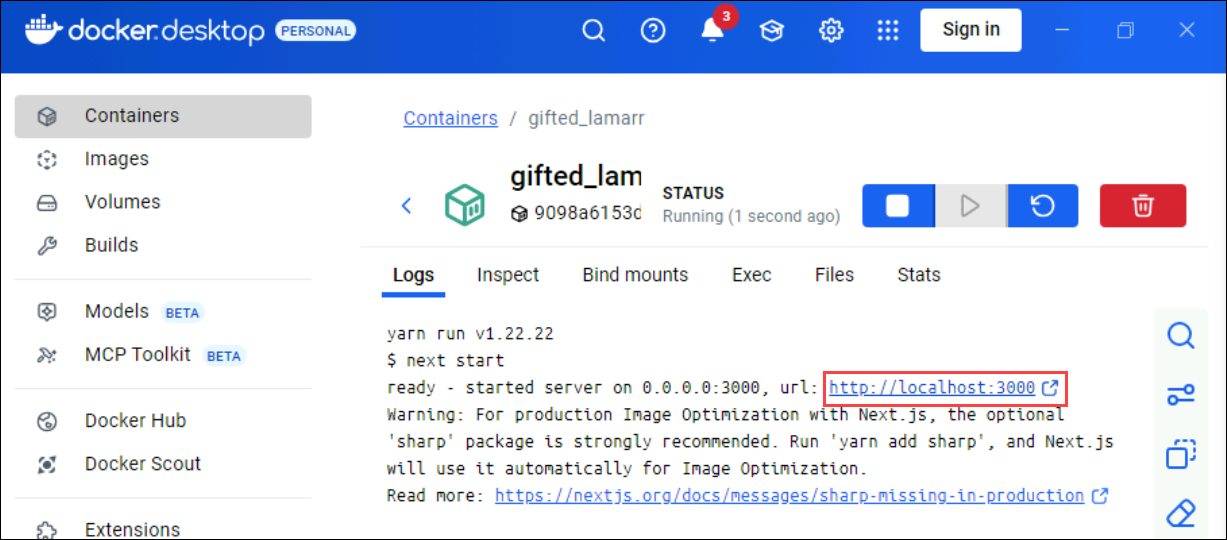 docker.desktop PERSONAL 3 Sign in
Containers
Images
Volumes
Builds
Models BETA
MCP Toolkit BETA
Docker Hub
Docker Scout
Extensions
Containers / gifted_lamarr
gifted_lam
9098a6153d
STATUS
Running (1 second ago)
Logs Inspect Bind mounts Exec Files Stats
yarn run v1.22.22
$ next start
ready - started server on 0.0.0.0:3000, url: http://localhost:3000
Warning: For production Image Optimization with Next.js, the optional
'sharp' package is strongly recommended. Run 'yarn add sharp', and Next.js
will use it automatically for Image Optimization.
Read more: https://nextjs.org/docs/messages/sharp-missing-in-production